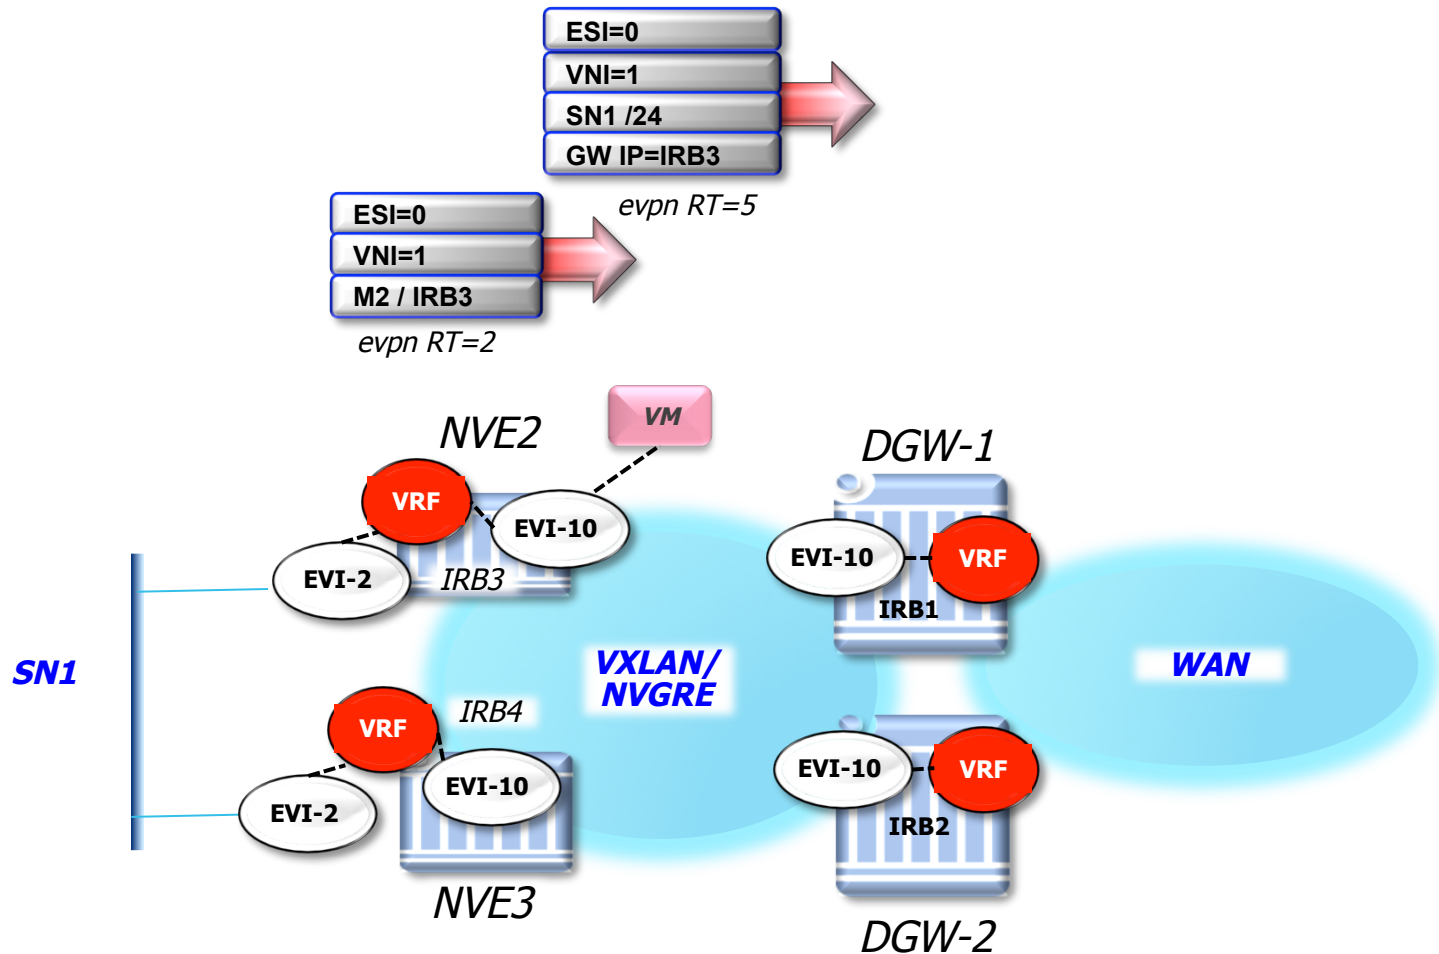 ESI=0
VNI=1
SN1 /24
GW IP=IRB3
evpn RT=5
ESI=0
VNI=1
M2 / IRB3
evpn RT=2
VM
NVE2
DGW-1
VRF
EVI-10
EVI-10
VRF
EVI-2
IRB3
IRB1
SN1
VXLAN/
NVGRE
WAN
IRB4
VRF
EVI-10
VRF
EVI-10
EVI-2
IRB2
NVE3
DGW-2